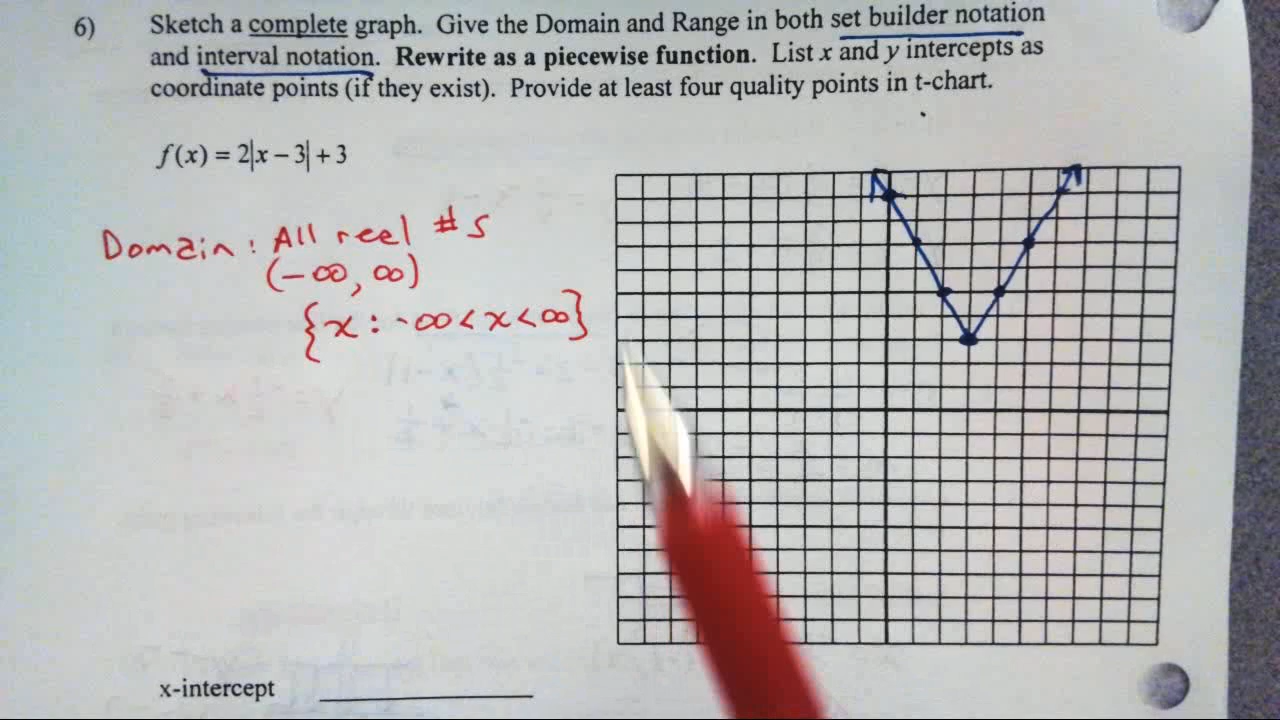 6) Sketch a complete graph. Give the Domain and Range in both set builder notation
and interval notation. Rewrite as a piecewise function. List x and y intercepts as
coordinate points (if they exist). Provide at least four quality points in t-chart.
f(x) = 2|x − 3| + 3
Domain: All reel #s
(-∞, ∞)
{x: -∞ < x < ∞}
x-intercept